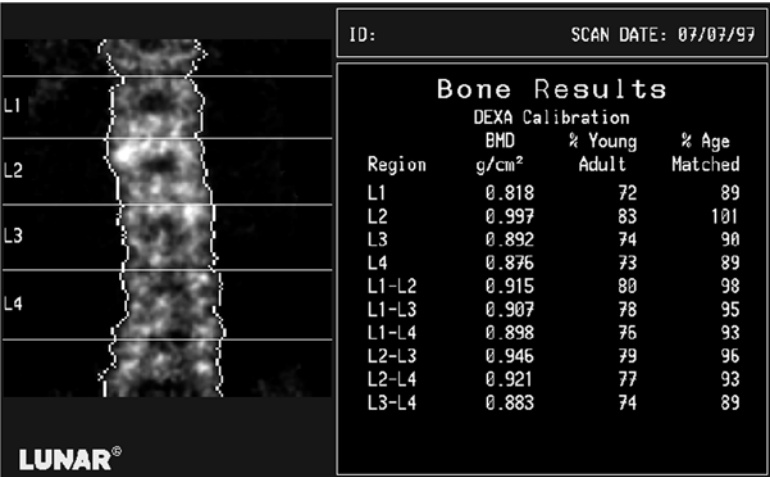 ID: SCAN DATE: 07/07/97
Bone Results
DEXA Calibration
BMD % Young % Age
Region g/cm² Adult Matched
L1 0.818 72 89
L2 0.997 83 101
L3 0.892 74 90
L4 0.876 73 89
L1-L2 0.915 80 98
L1-L3 0.907 78 95
L1-L4 0.898 76 93
L2-L3 0.946 79 96
L2-L4 0.921 77 93
L3-L4 0.883 74 89
L1
L2
L3
L4
LUNAR®